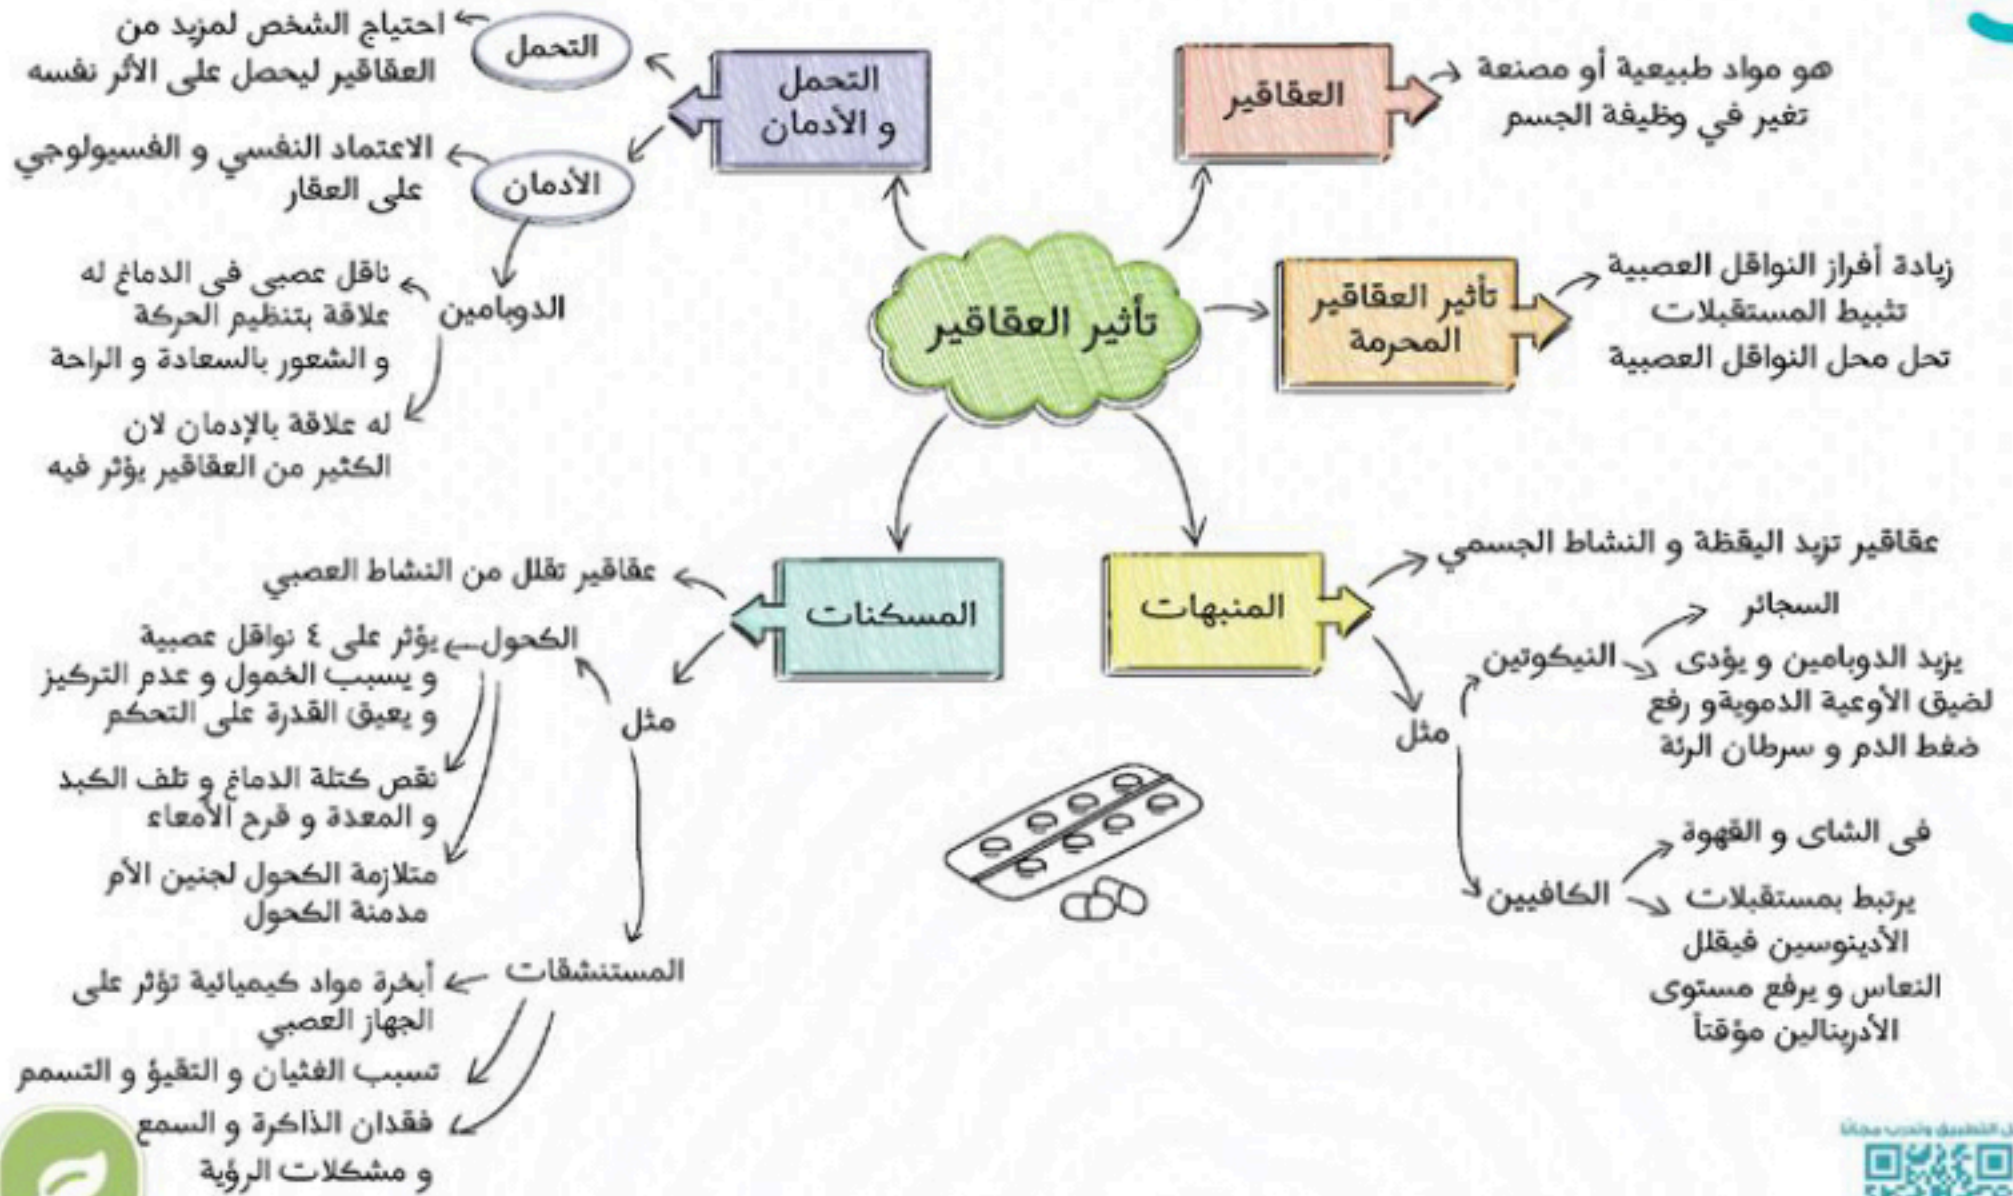 تأثير العقاقير
العقاقير
هو مواد طبيعية أو مصنعة
تغير في وظيفة الجسم
تأثير العقاقير
المحرمة
زيادة أفراز النواقل العصبية
تثبيط المستقبلات
تحل محل النواقل العصبية
المنبهات
عقاقير تزيد اليقظة و النشاط الجسمي
مثل
النيكوتين
السجائر
يزيد الدوبامين و يؤدى
لضيق الأوعية الدموية و رفع
ضغط الدم و سرطان الرئة
الكافيين
فى الشاى و القهوة
يرتبط بمستقبلات
الأدينوسين فيقلل
النعاس و يرفع مستوى
الأدرينالين مؤقتاً
التحمل
و الأدمان
التحمل
احتياج الشخص لمزيد من
العقاقير ليحصل على الأثر نفسه
الأدمان
الاعتماد النفسي و الفسيولوجي
على العقار
الدوبامين
ناقل عصبى فى الدماغ له
علاقة بتنظيم الحركة
و الشعور بالسعادة و الراحة
له علاقة بالإدمان لان
الكثير من العقاقير يؤثر فيه
المسكنات
عقاقير تقلل من النشاط العصبي
مثل
الكحول
يؤثر على ٤ نواقل عصبية
و يسبب الخمول و عدم التركيز
و يعيق القدرة على التحكم
نقص كتلة الدماغ و تلف الكبد
و المعدة و قرح الأمعاء
متلازمة الكحول لجنين الأم
مدمنة الكحول
المستنشقات
أبخرة مواد كيميائية تؤثر على
الجهاز العصبي
تسبب الغثيان و التقيؤ و التسمم
فقدان الذاكرة و السمع
و مشكلات الرؤية
التطبيق وتدرب مجانًا